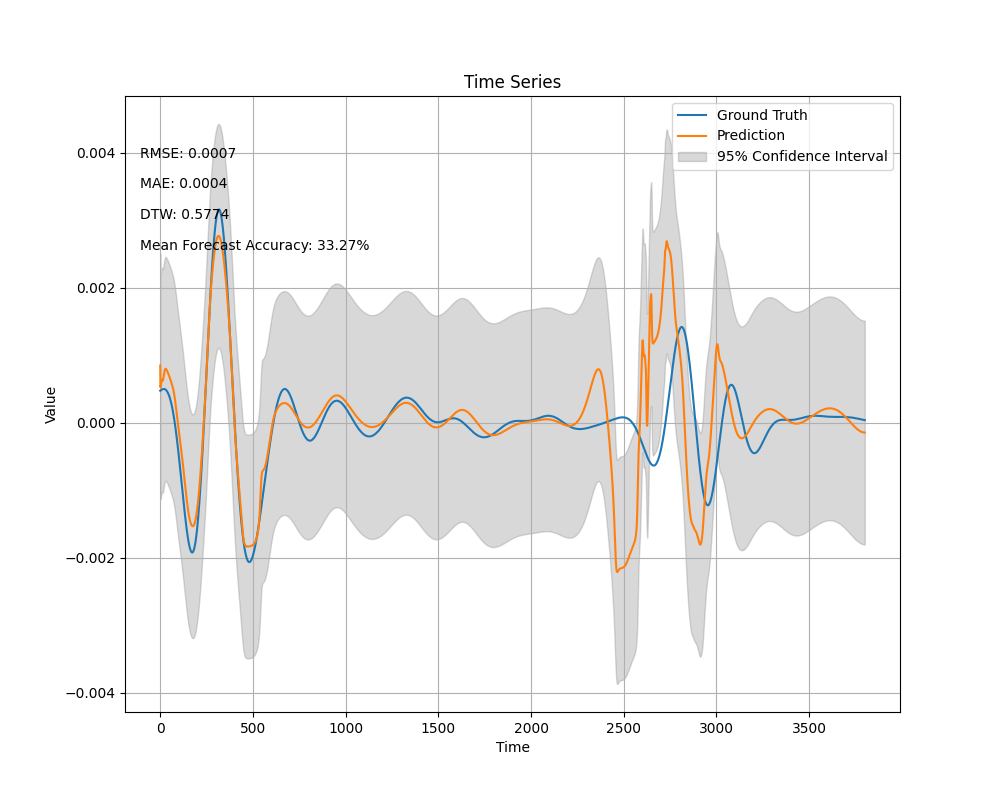 Time Series
Ground Truth
Prediction
95% Confidence Interval
RMSE: 0.0007
MAE: 0.0004
DTW: 0.5774
Mean Forecast Accuracy: 33.27%
Value
0.004
0.002
0.000
−0.002
−0.004
0 500 1000 1500 2000 2500 3000 3500
Time